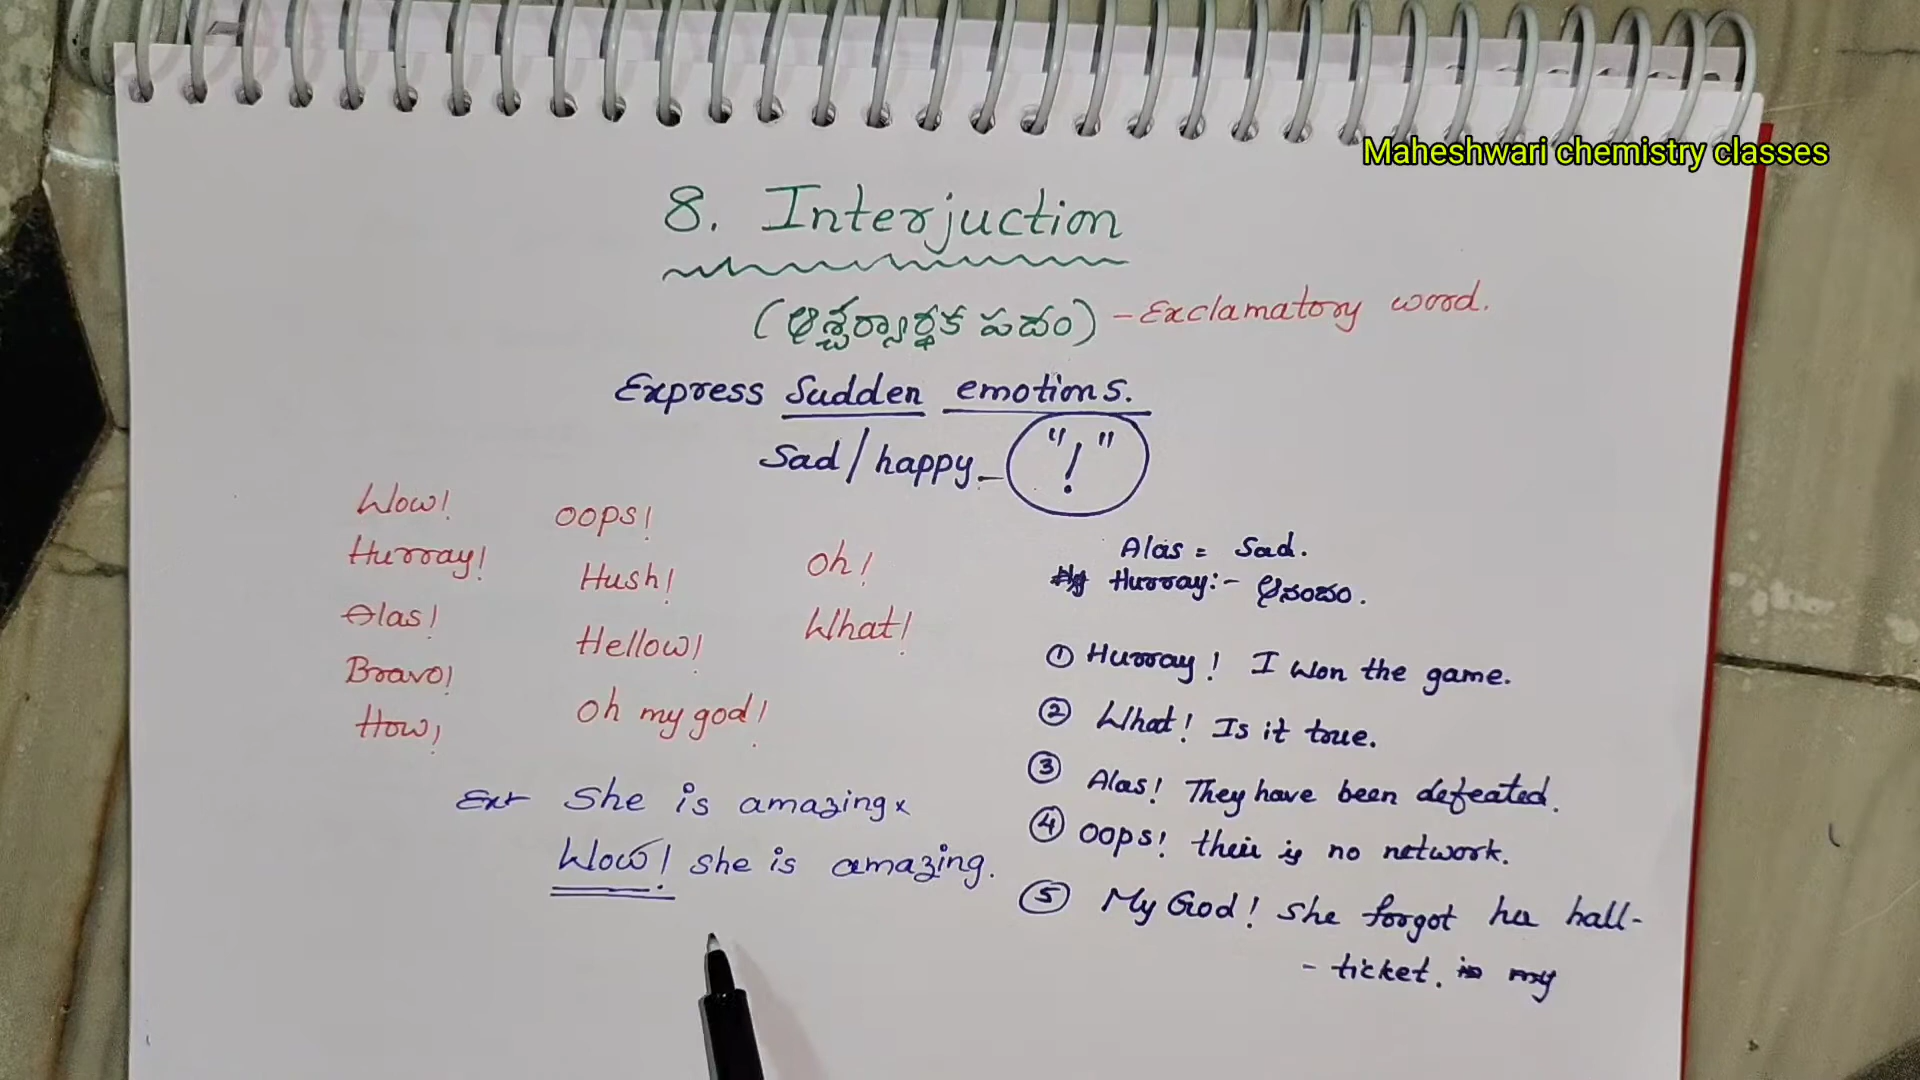 Maheshwari chemistry classes
8. Interjuction
(ఆశ్చర్యార్థక పదం) - Exclamatory word.
Express Sudden emotions.
Sad / happy - "!"
Wow!
Hurray!
Alas!
Bravo!
How!
oops!
Hush!
Hellow!
oh my god!
oh!
What!
Ex:- She is amazing x
Wow! she is amazing.
Alas = Sad.
Hurray:- ఆనందం.
① Hurray! I won the game.
② What! Is it true.
③ Alas! They have been defeated.
④ oops! their is no network.
⑤ My God! she forgot her hall-
- ticket. in my